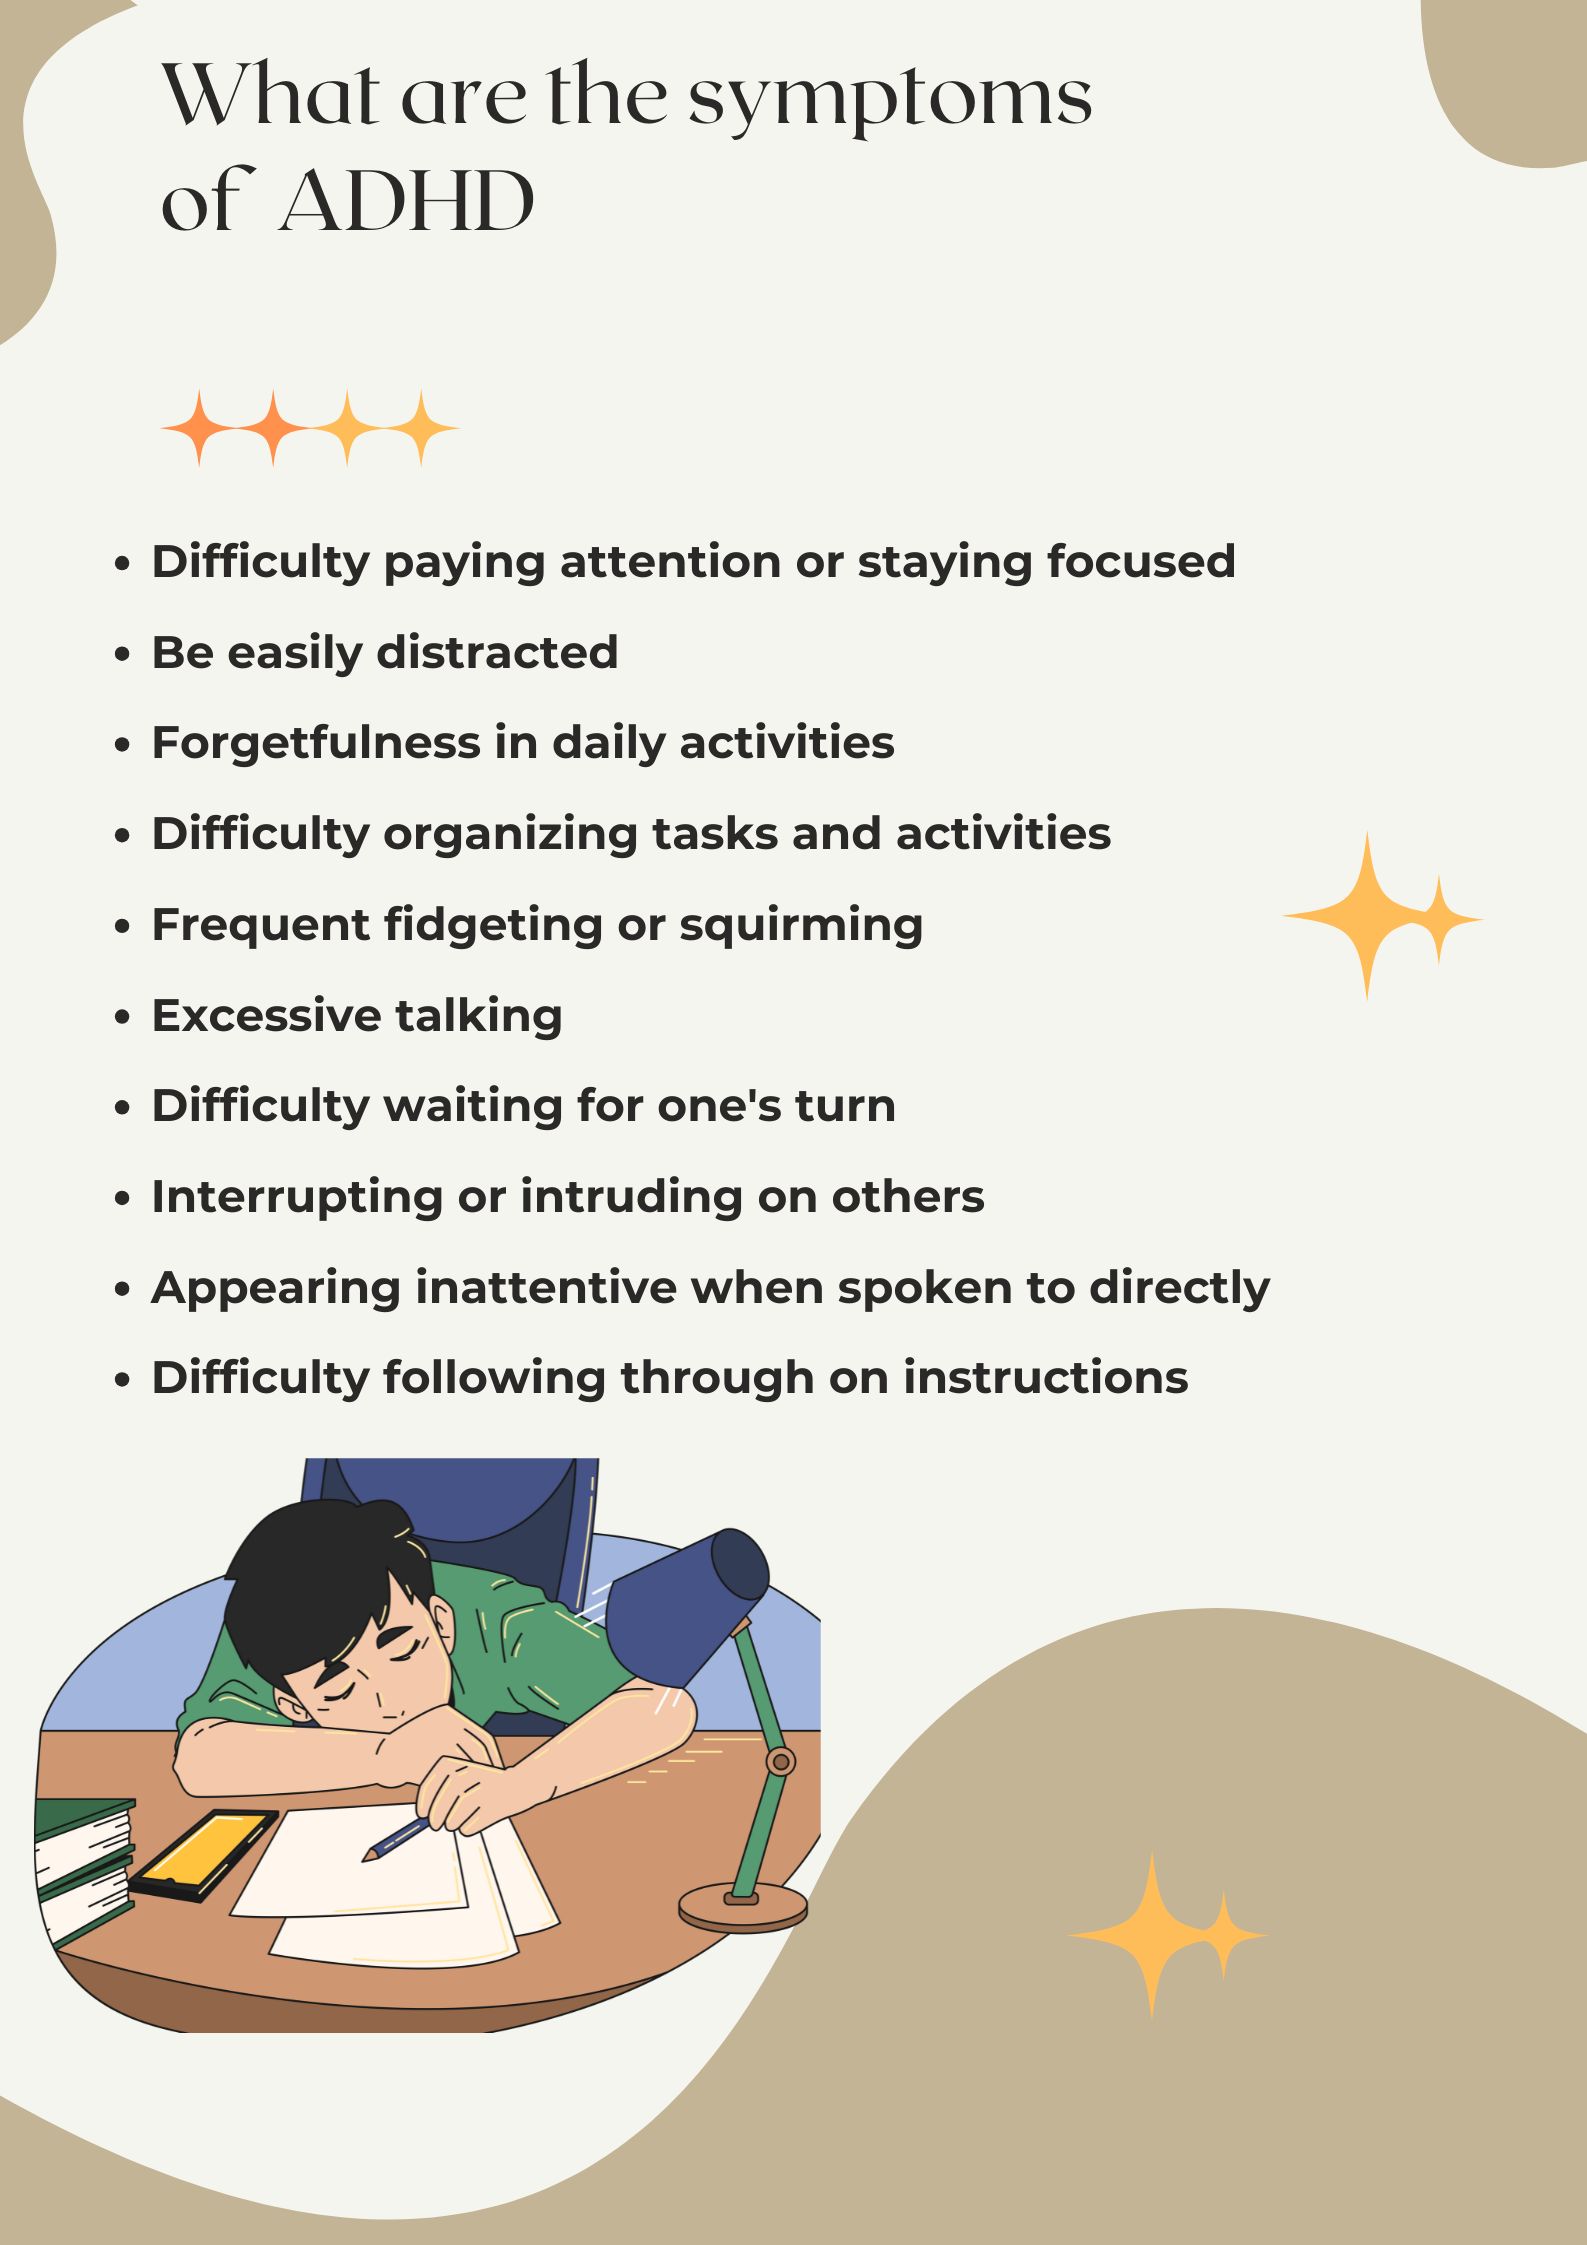 What are the symptoms
of ADHD
• Difficulty paying attention or staying focused
• Be easily distracted
• Forgetfulness in daily activities
• Difficulty organizing tasks and activities
• Frequent fidgeting or squirming
• Excessive talking
• Difficulty waiting for one's turn
• Interrupting or intruding on others
• Appearing inattentive when spoken to directly
• Difficulty following through on instructions